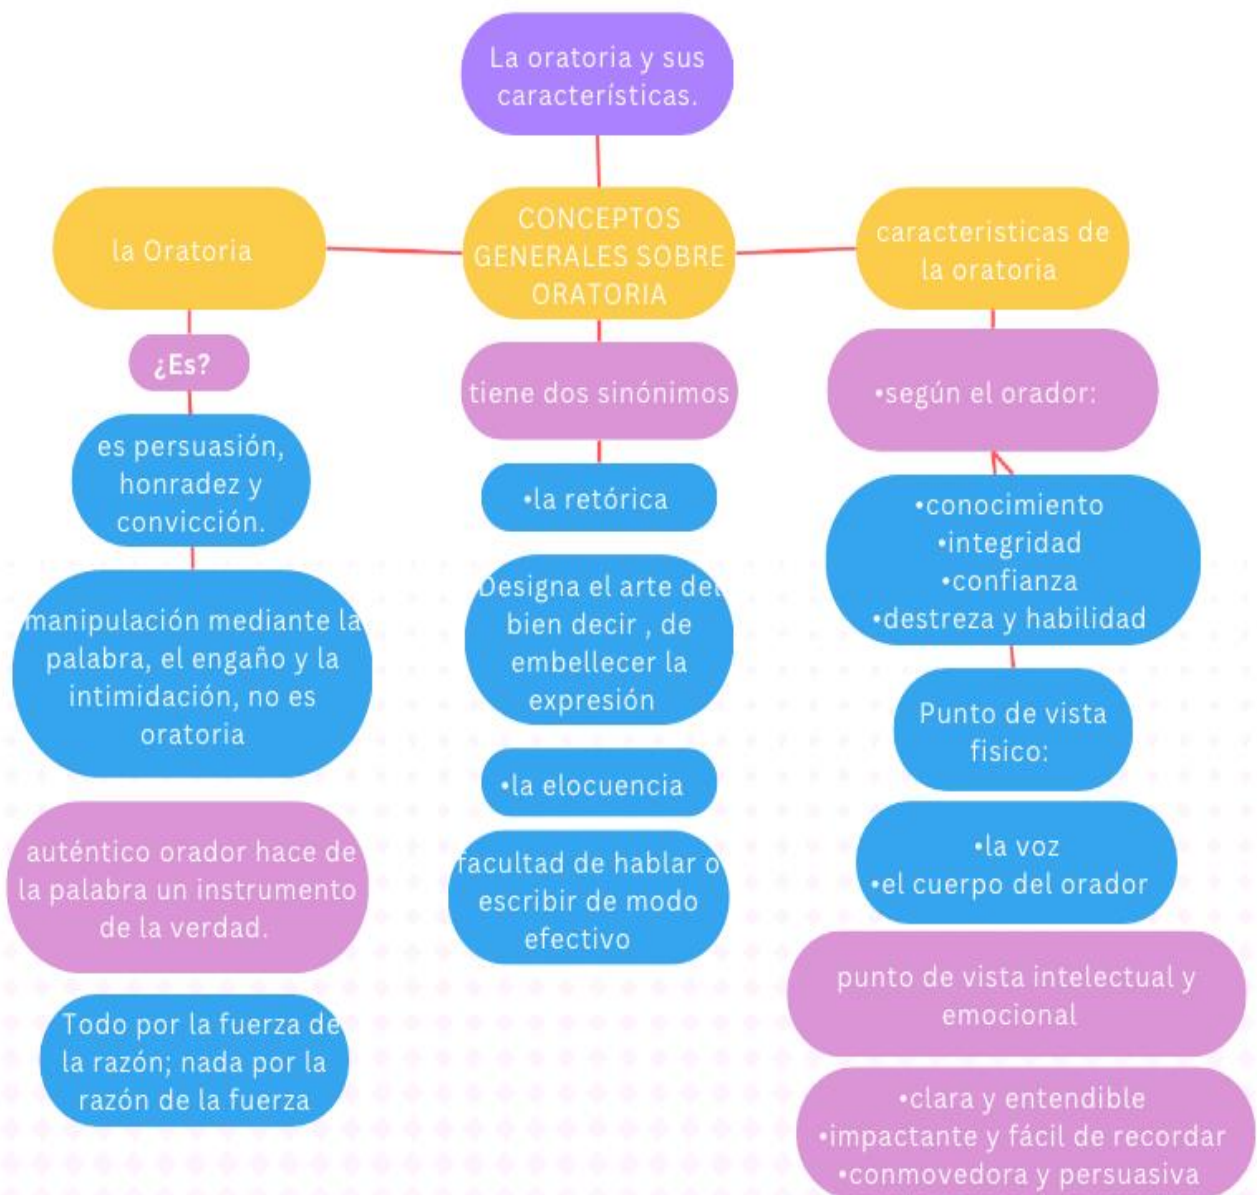 La oratoria y sus
características.
la Oratoria
¿Es?
es persuasión,
honradez y
convicción.
manipulación mediante la
palabra, el engaño y la
intimidación, no es
oratoria
auténtico orador hace de
la palabra un instrumento
de la verdad.
Todo por la fuerza de
la razón; nada por la
razón de la fuerza
CONCEPTOS
GENERALES SOBRE
ORATORIA
tiene dos sinónimos
•la retórica
Designa el arte del
bien decir , de
embellecer la
expresión
•la elocuencia
facultad de hablar o
escribir de modo
efectivo
caracteristicas de
la oratoria
•según el orador:
•conocimiento
•integridad
•confianza
•destreza y habilidad
Punto de vista
fisico:
•la voz
•el cuerpo del orador
punto de vista intelectual y
emocional
•clara y entendible
•impactante y fácil de recordar
•conmovedora y persuasiva